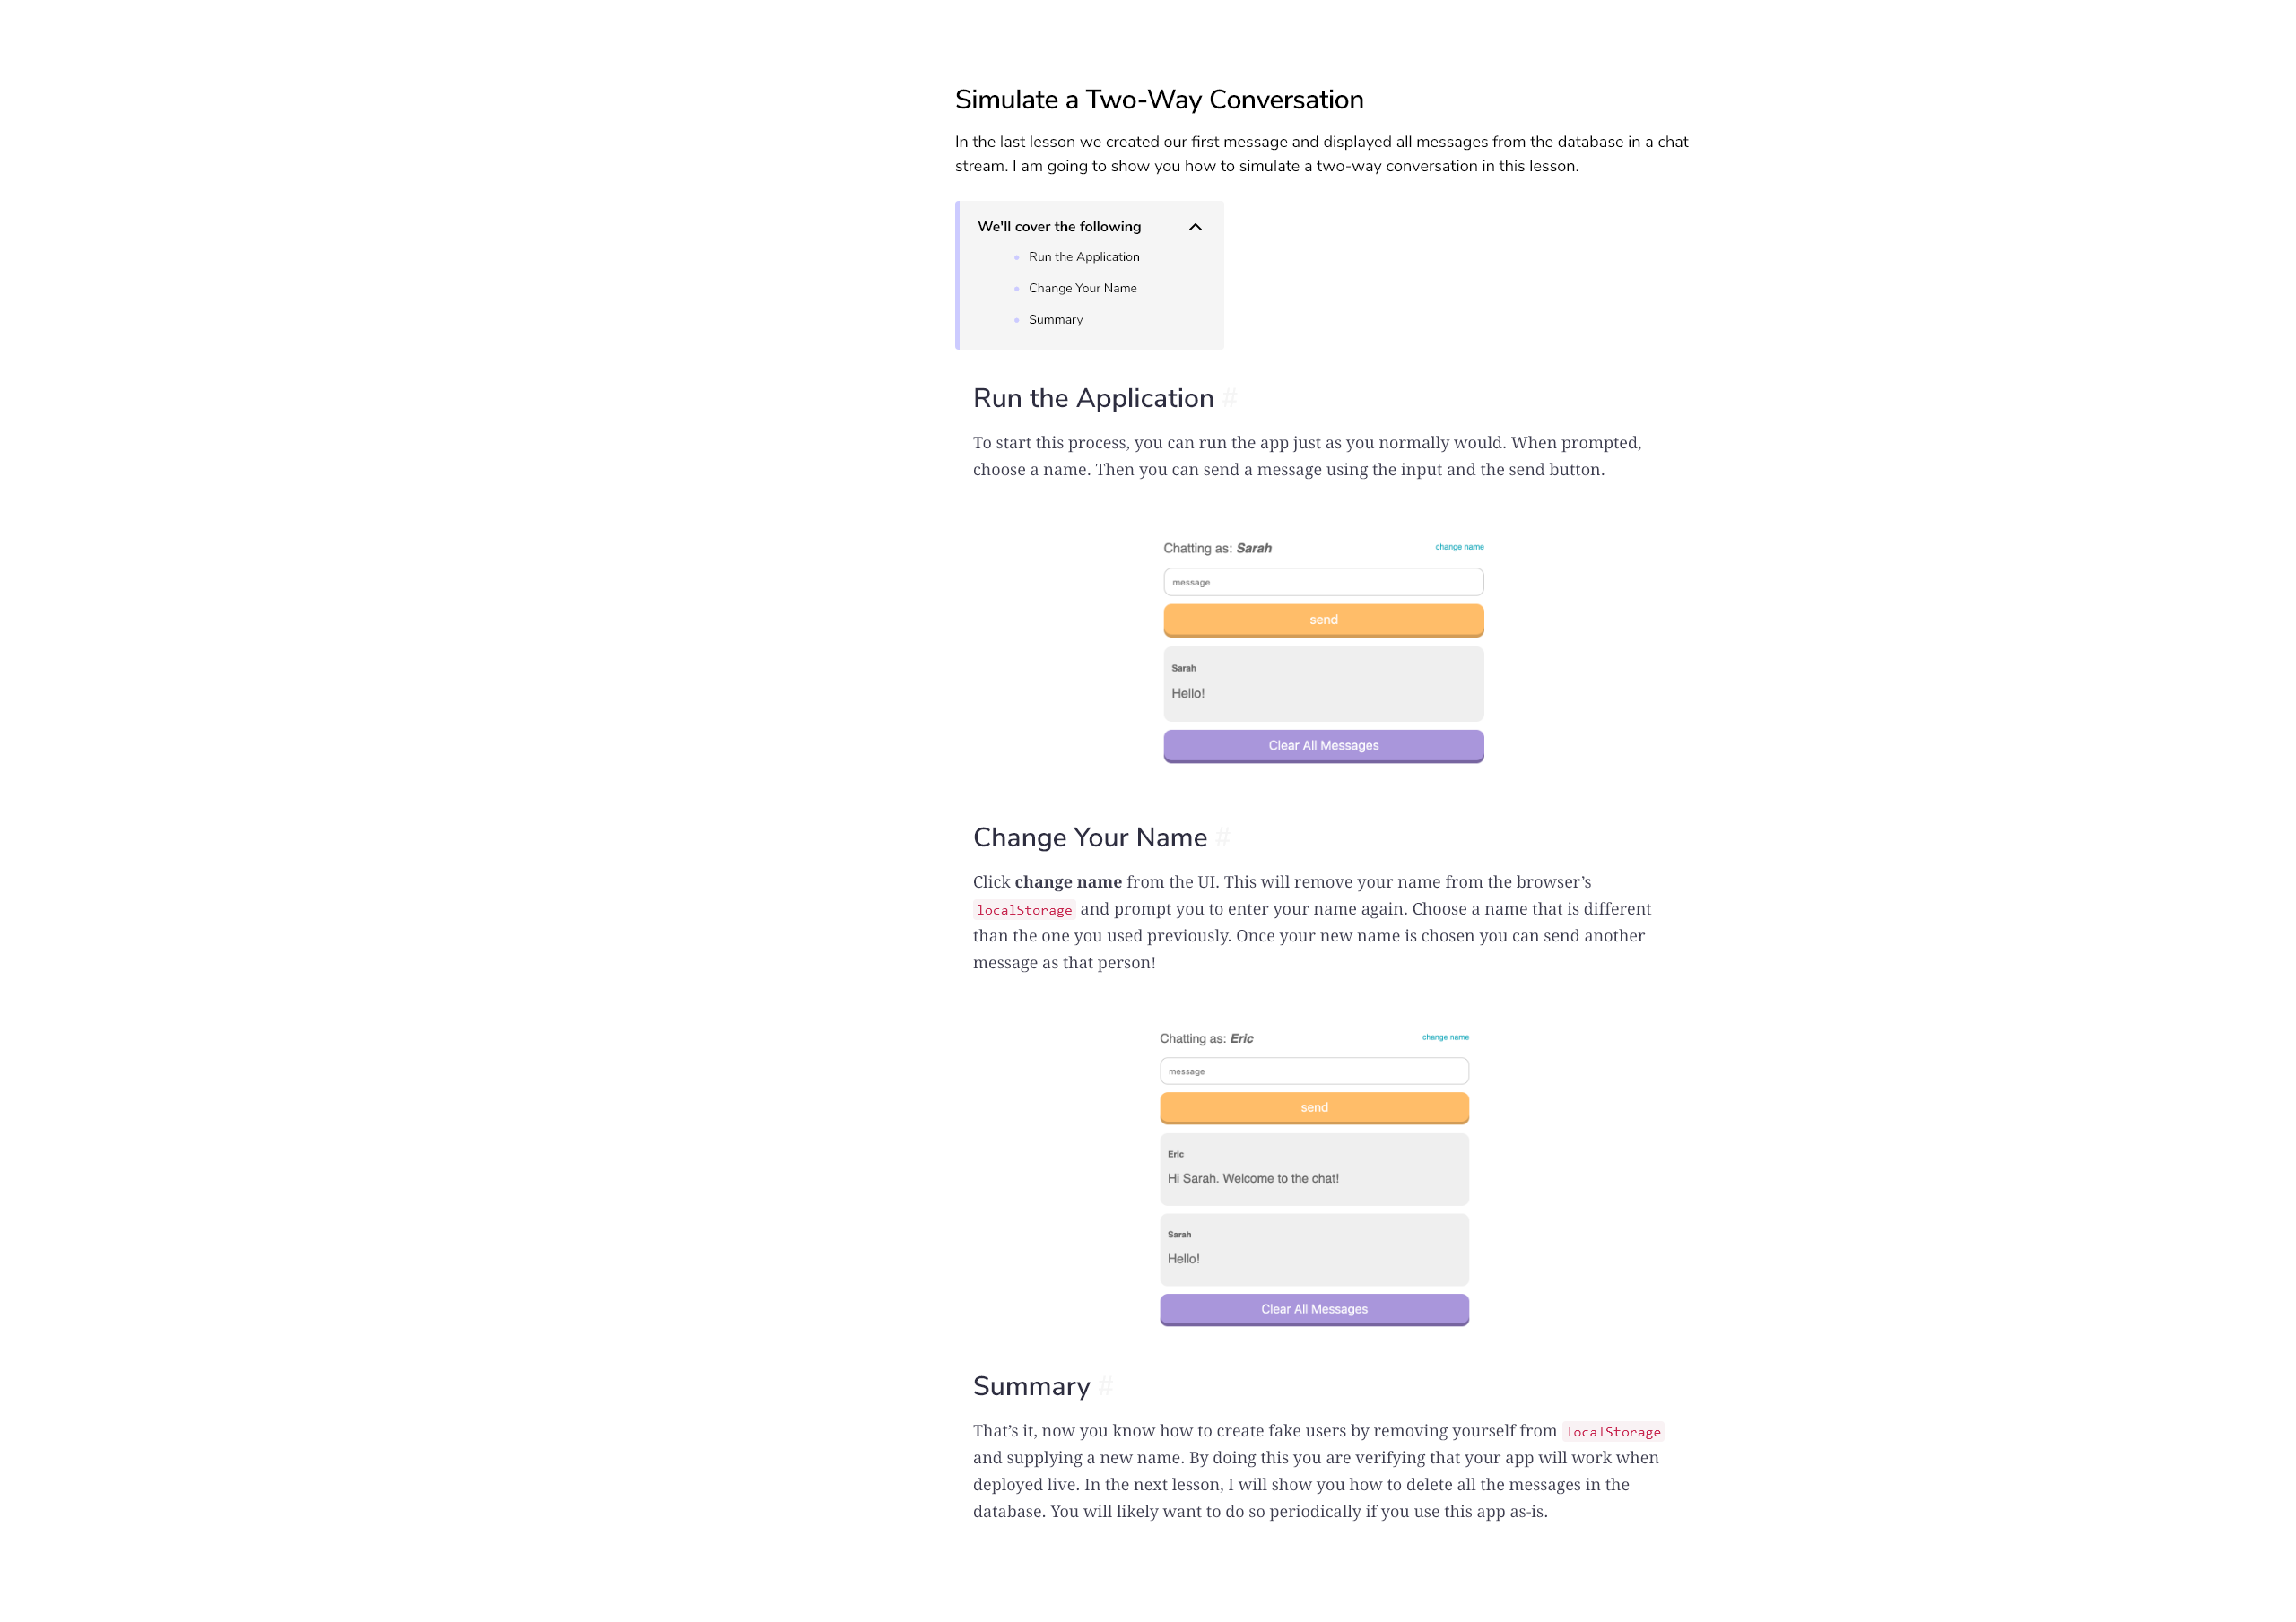 Simulate a Two-Way Conversation
In the last lesson we created our first message and displayed all messages from the database in a chat
stream. I am going to show you how to simulate a two-way conversation in this lesson.
We'll cover the following
Run the Application
Change Your Name
Summary
Run the Application #
To start this process, you can run the app just as you normally would. When prompted,
choose a name. Then you can send a message using the input and the send button.
Chatting as: Sarah change name
message
send
Sarah
Hello!
Clear All Messages
Change Your Name #
Click change name from the UI. This will remove your name from the browser’s
localStorage and prompt you to enter your name again. Choose a name that is different
than the one you used previously. Once your new name is chosen you can send another
message as that person!
Chatting as: Eric change name
message
send
Eric
Hi Sarah. Welcome to the chat!
Sarah
Hello!
Clear All Messages
Summary #
That’s it, now you know how to create fake users by removing yourself from localStorage
and supplying a new name. By doing this you are verifying that your app will work when
deployed live. In the next lesson, I will show you how to delete all the messages in the
database. You will likely want to do so periodically if you use this app as-is.